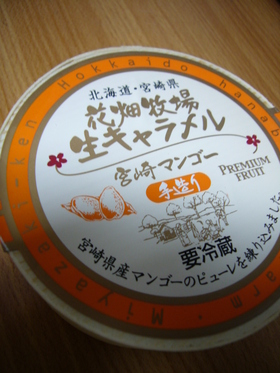 北海道・宮崎県
花畑牧場
生キャラメル
宮崎マンゴー
手造り
PREMIUM
FRUIT
要冷蔵
宮崎県産マンゴーのピューレを練り込みました
Miyazaki-ken Hokkaido hanab
arm